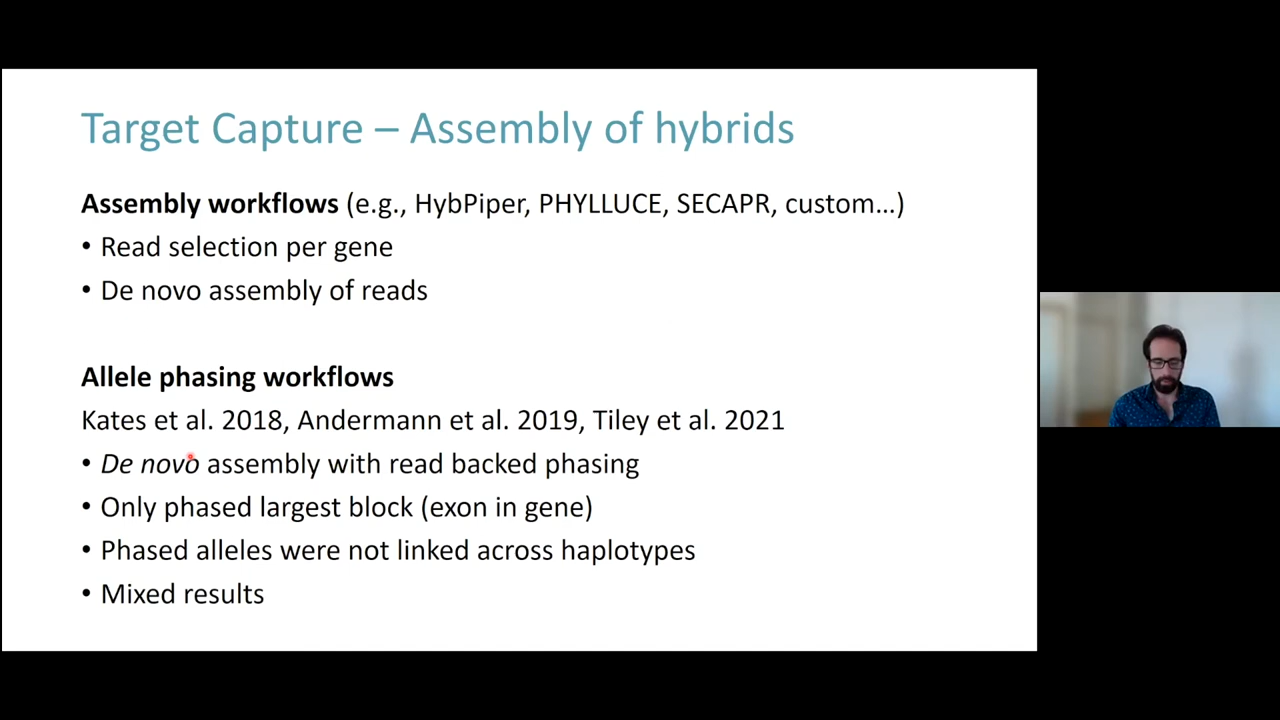 Target Capture – Assembly of hybrids
Assembly workflows (e.g., HybPiper, PHYLLUCE, SECAPR, custom…)
• Read selection per gene
• De novo assembly of reads
Allele phasing workflows
Kates et al. 2018, Andermann et al. 2019, Tiley et al. 2021
• De novo assembly with read backed phasing
• Only phased largest block (exon in gene)
• Phased alleles were not linked across haplotypes
• Mixed results